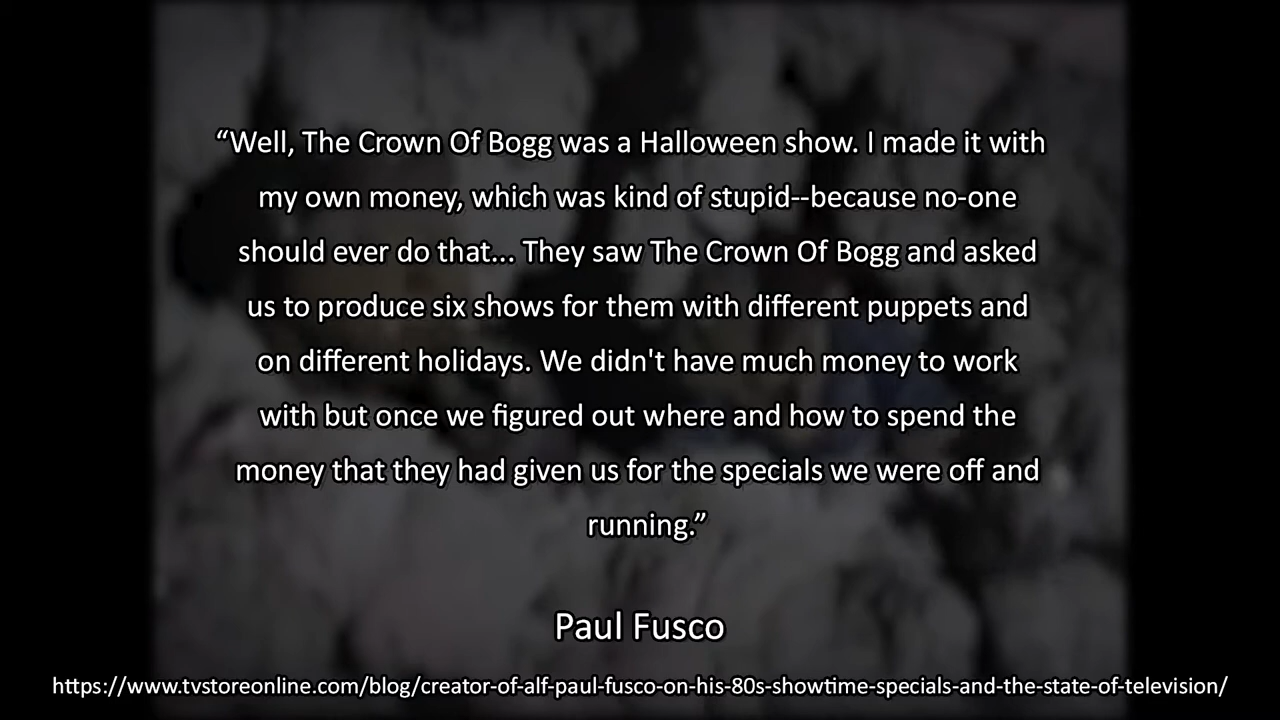 “Well, The Crown Of Bogg was a Halloween show. I made it with
my own money, which was kind of stupid--because no-one
should ever do that... They saw The Crown Of Bogg and asked
us to produce six shows for them with different puppets and
on different holidays. We didn't have much money to work
with but once we figured out where and how to spend the
money that they had given us for the specials we were off and
running.”
Paul Fusco
https://www.tvstoreonline.com/blog/creator-of-alf-paul-fusco-on-his-80s-showtime-specials-and-the-state-of-television/